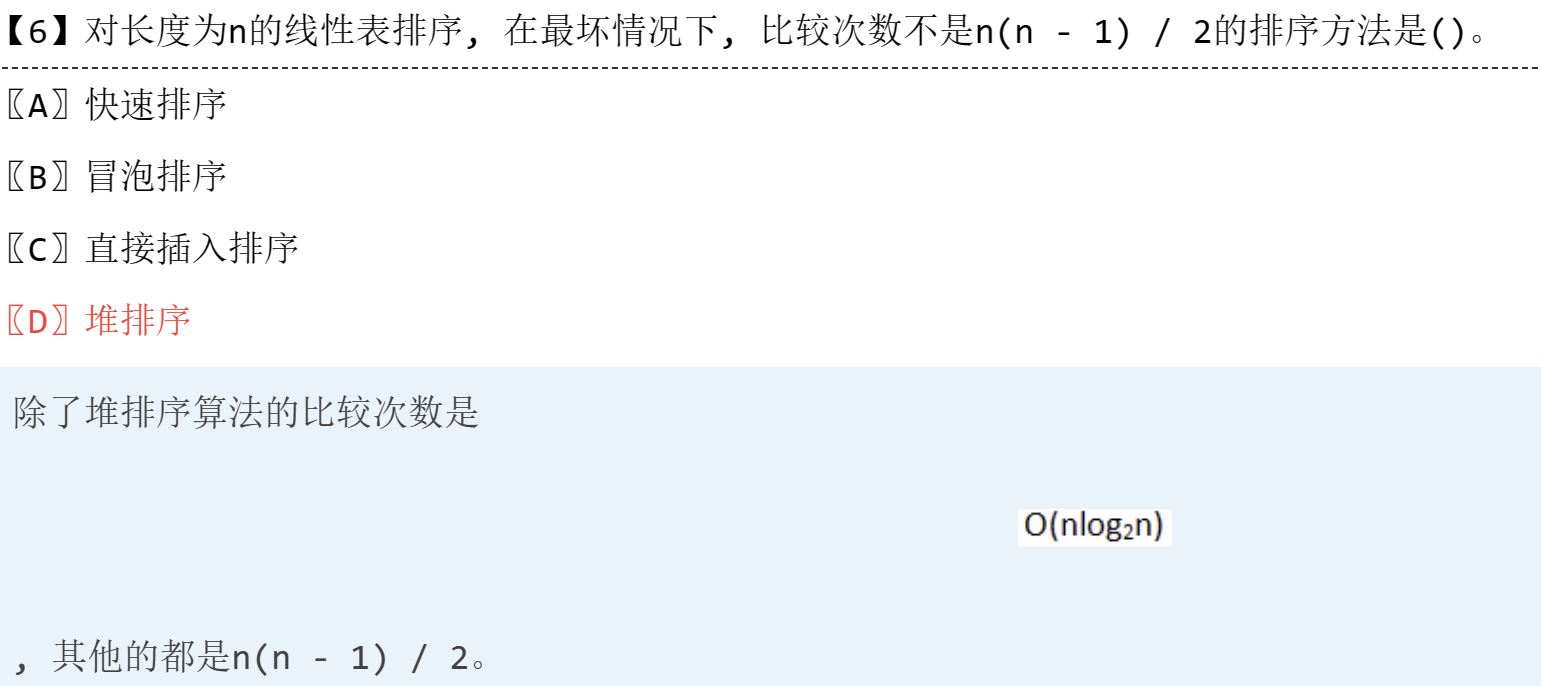 【6】对长度为n的线性表排序, 在最坏情况下, 比较次数不是n(n - 1) / 2的排序方法是()。
〖A〗快速排序
〖B〗冒泡排序
〖C〗直接插入排序
〖D〗堆排序
除了堆排序算法的比较次数是
O(nlog₂n)
, 其他的都是n(n - 1) / 2。